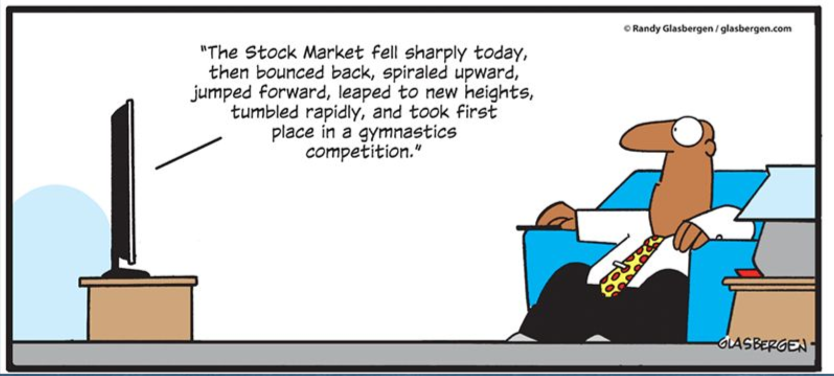 © Randy Glasbergen / glasbergen.com
"The Stock Market fell sharply today,
then bounced back, spiraled upward,
jumped forward, leaped to new heights,
tumbled rapidly, and took first
place in a gymnastics
competition."
GLASBERGEN